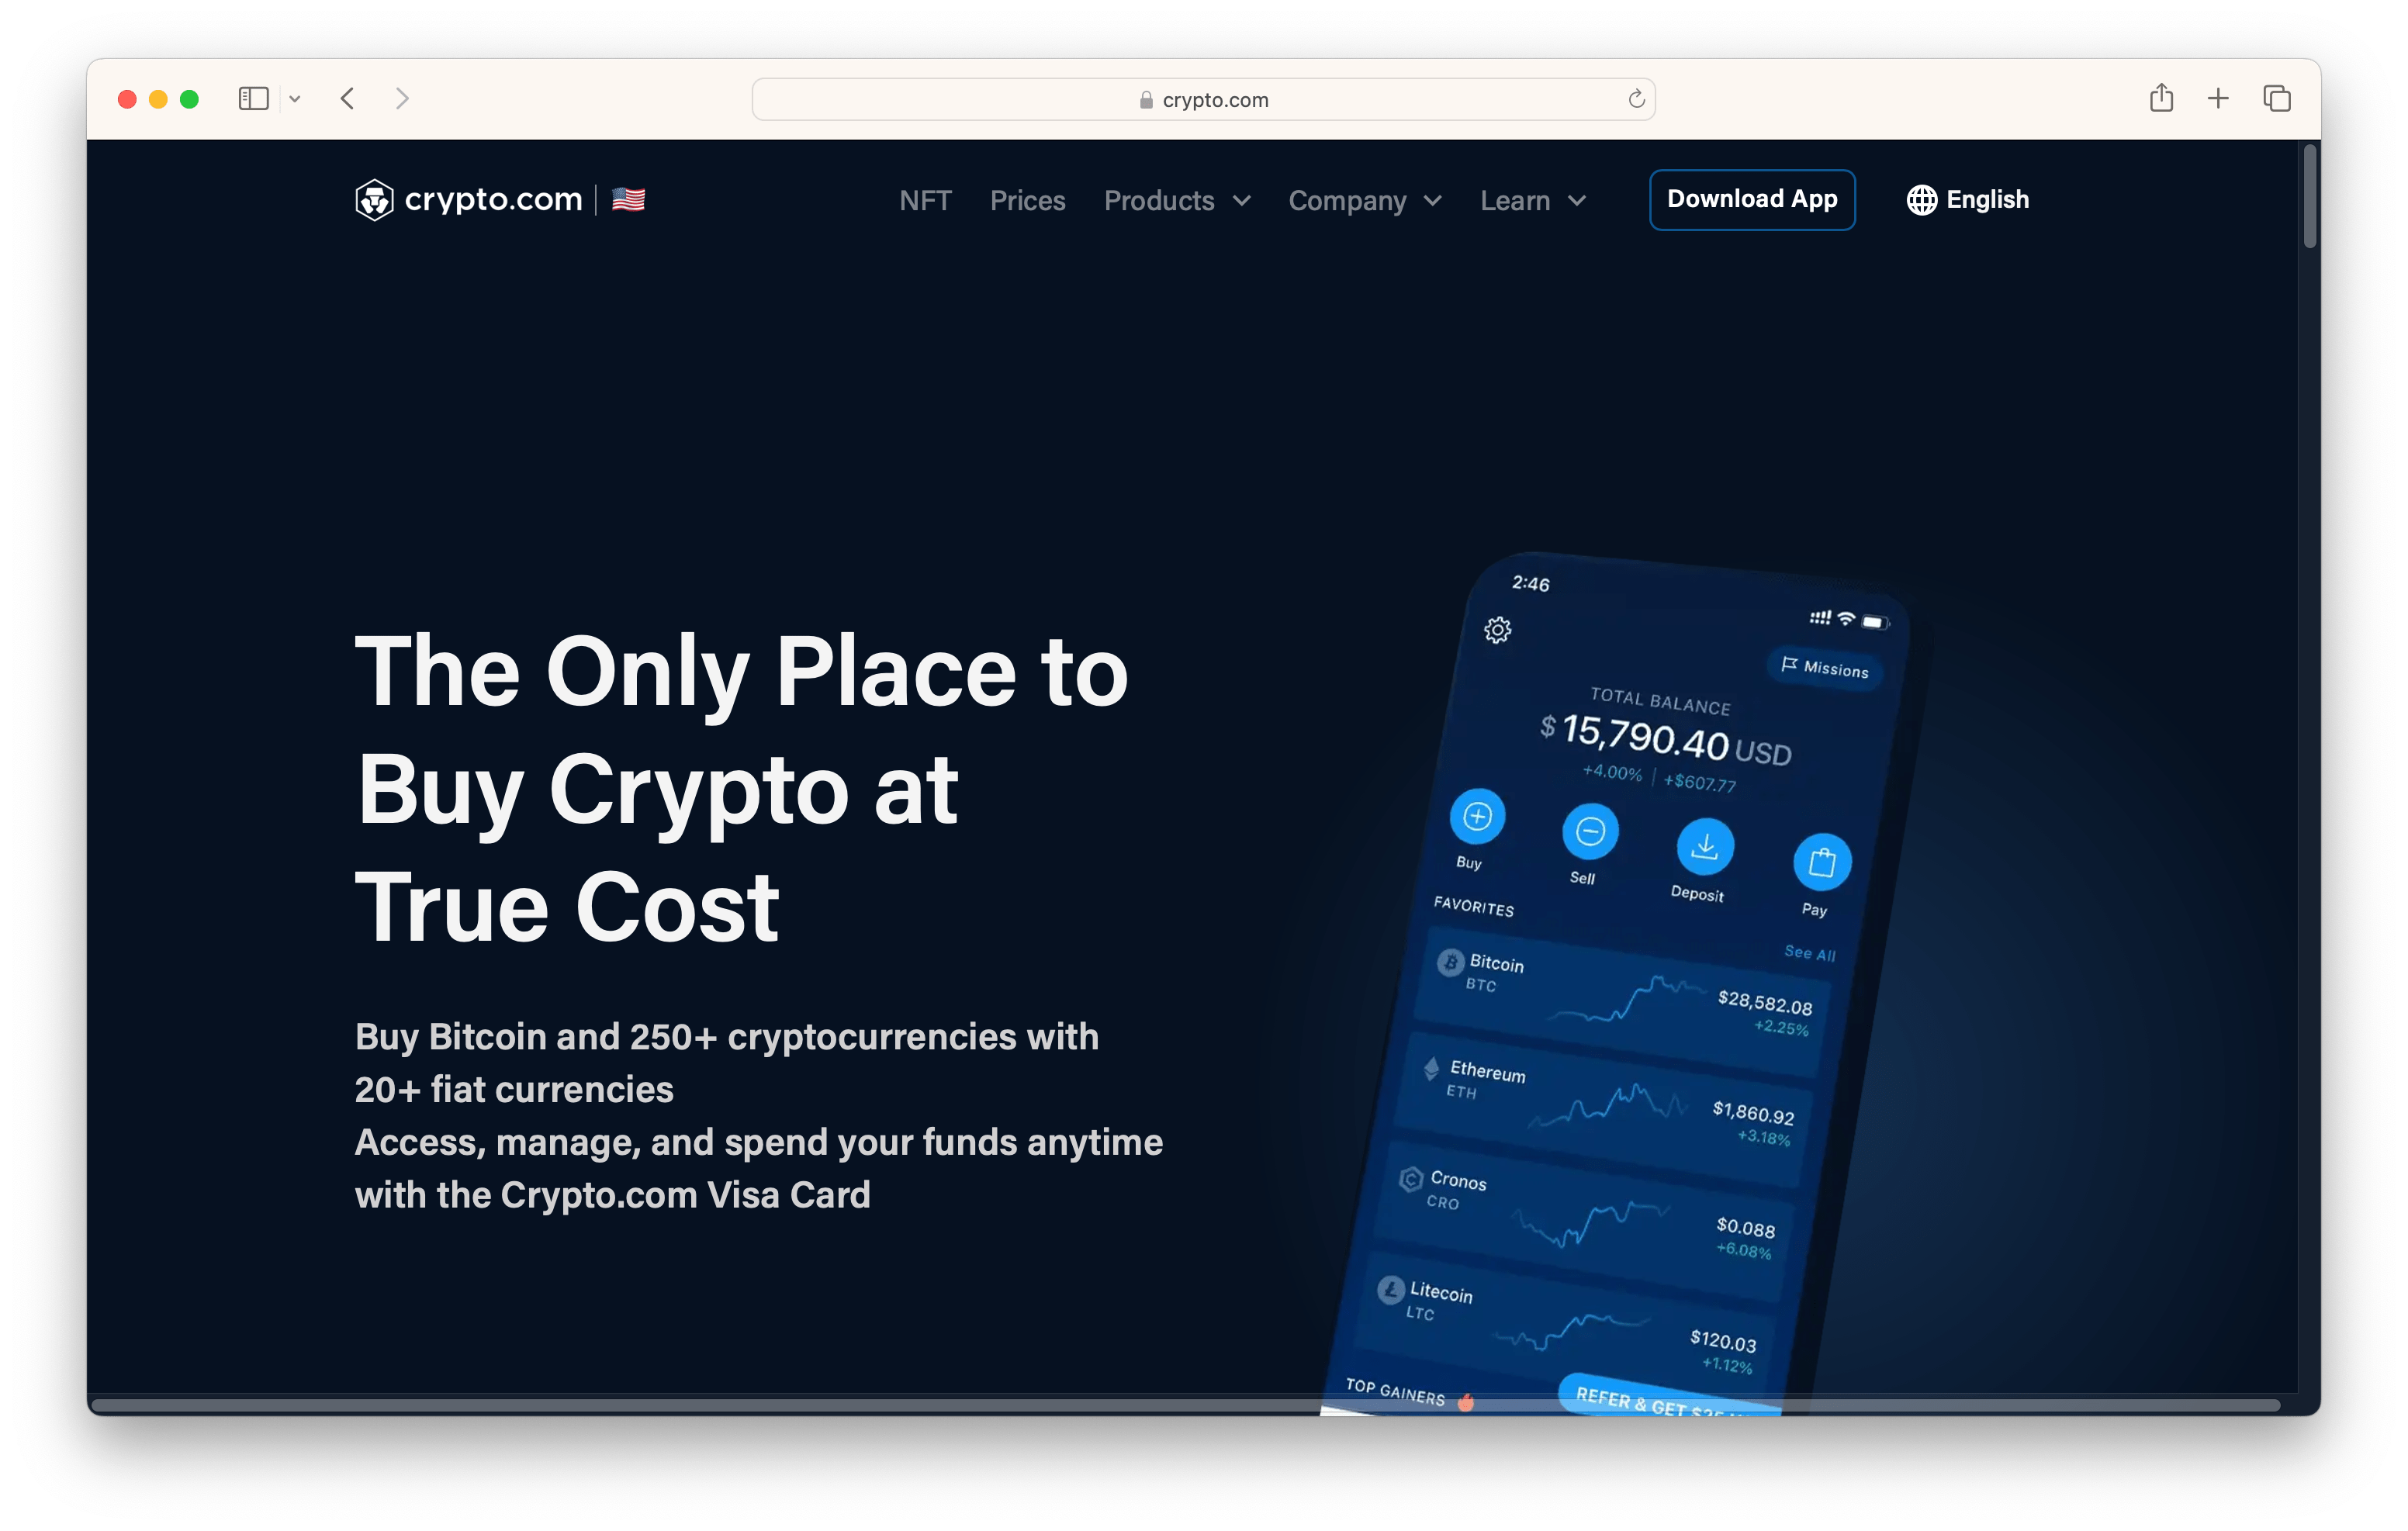 crypto.com
crypto.com
NFT Prices Products Company Learn Download App English
The Only Place to
Buy Crypto at
True Cost
Buy Bitcoin and 250+ cryptocurrencies with
20+ fiat currencies
Access, manage, and spend your funds anytime
with the Crypto.com Visa Card
2:46
Missions
TOTAL BALANCE
$ 15,790.40 USD
+4.00% | +$607.77
Buy Sell Deposit Pay
FAVORITES
See All
Bitcoin
BTC
$28,582.08
+2.25%
Ethereum
ETH
$1,860.92
+3.18%
Cronos
CRO
$0.088
+6.08%
Litecoin
LTC
$120.03
+1.12%
TOP GAINERS
REFER & GET